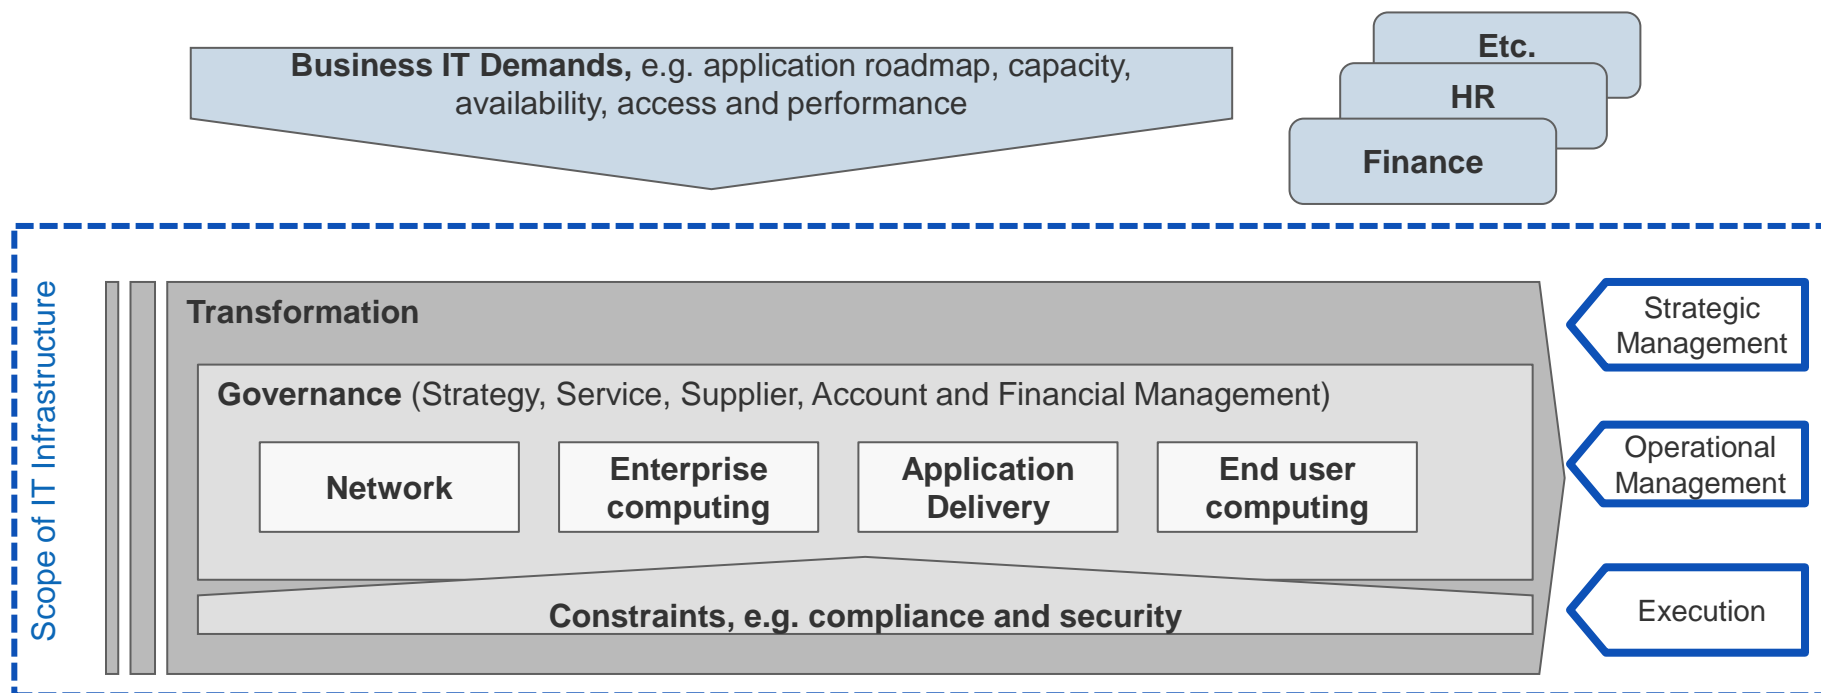 Business IT Demands, e.g. application roadmap, capacity,
availability, access and performance
Etc.
HR
Finance
Scope of IT Infrastructure
Transformation
Governance (Strategy, Service, Supplier, Account and Financial Management)
Network
Enterprise
computing
Application
Delivery
End user
computing
Constraints, e.g. compliance and security
Strategic
Management
Operational
Management
Execution